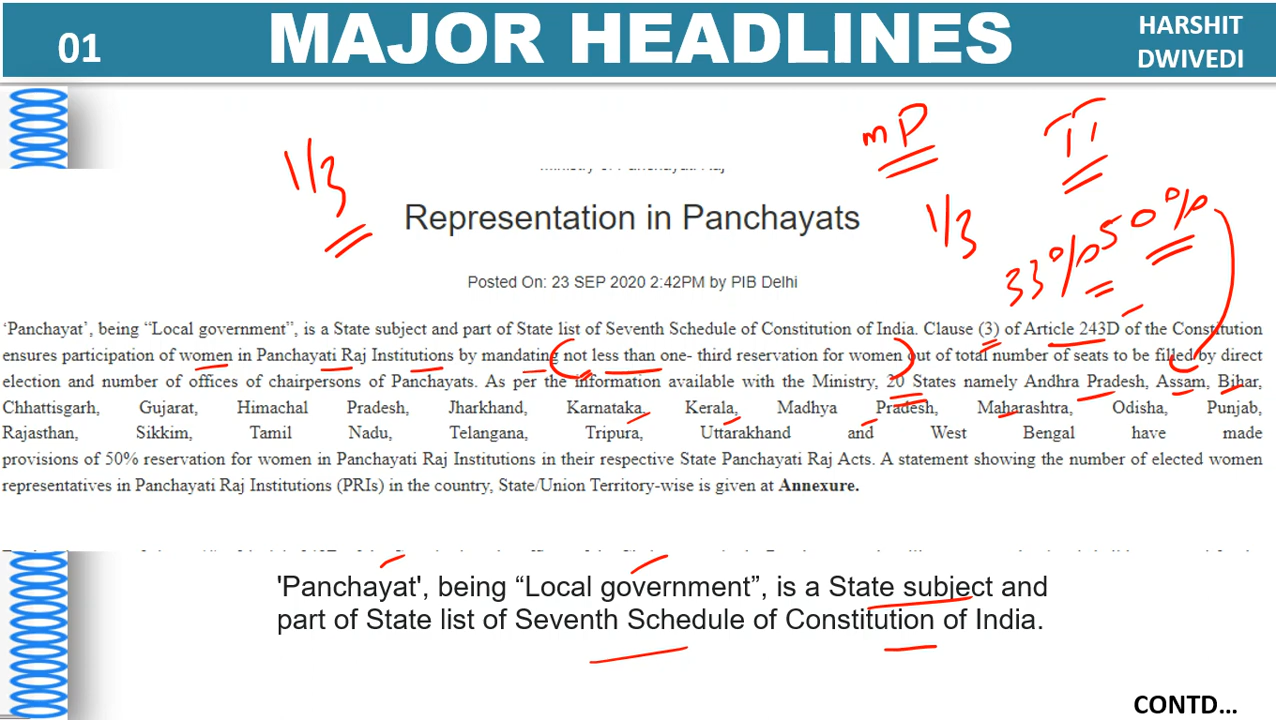 01
MAJOR HEADLINES
HARSHIT
DWIVEDI
1/3
mP
1/3
33%
50%
Representation in Panchayats
Posted On: 23 SEP 2020 2:42PM by PIB Delhi
‘Panchayat’, being “Local government”, is a State subject and part of State list of Seventh Schedule of Constitution of India. Clause (3) of Article 243D of the Constitution
ensures participation of women in Panchayati Raj Institutions by mandating not less than one- third reservation for women out of total number of seats to be filled by direct
election and number of offices of chairpersons of Panchayats. As per the information available with the Ministry, 20 States namely Andhra Pradesh, Assam, Bihar,
Chhattisgarh, Gujarat, Himachal Pradesh, Jharkhand, Karnataka, Kerala, Madhya Pradesh, Maharashtra, Odisha, Punjab,
Rajasthan, Sikkim, Tamil Nadu, Telangana, Tripura, Uttarakhand and West Bengal have made
provisions of 50% reservation for women in Panchayati Raj Institutions in their respective State Panchayati Raj Acts. A statement showing the number of elected women
representatives in Panchayati Raj Institutions (PRIs) in the country, State/Union Territory-wise is given at Annexure.
'Panchayat', being “Local government”, is a State subject and
part of State list of Seventh Schedule of Constitution of India.
CONTD…